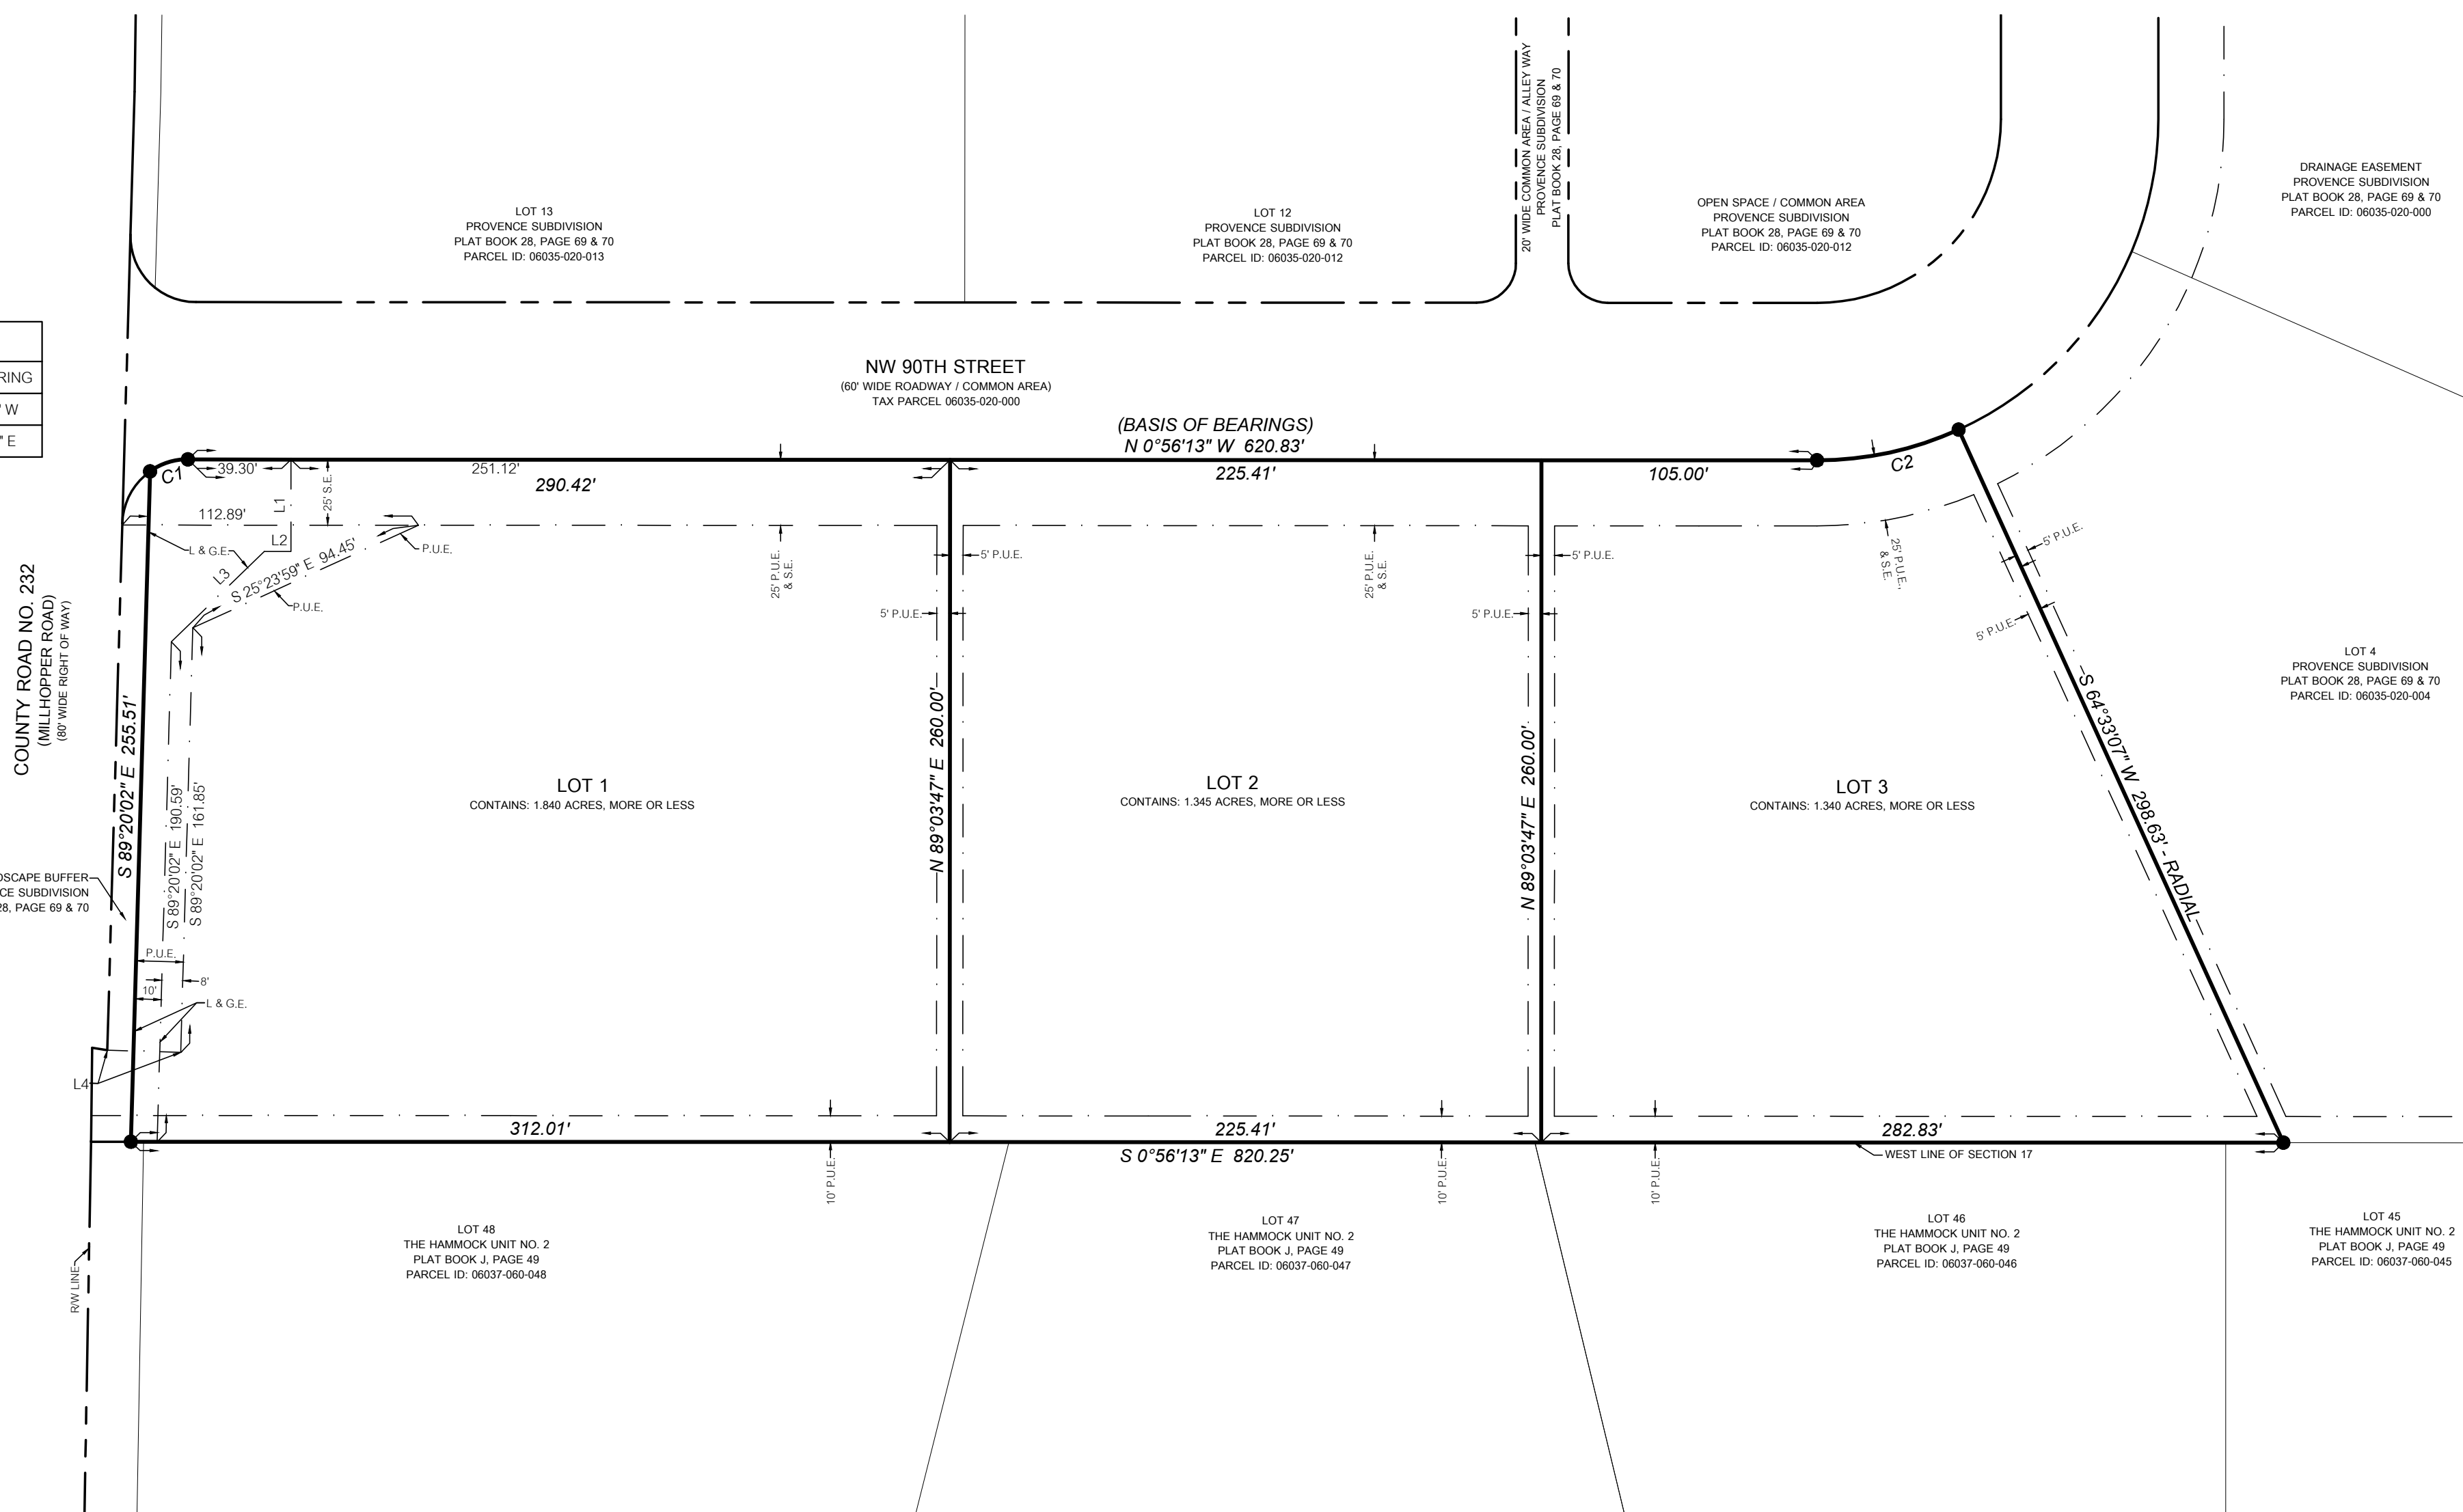 20' WIDE COMMON AREA / ALLEY WAY
PROVENCE SUBDIVISION
PLAT BOOK 28, PAGE 69 & 70
DRAINAGE EASEMENT
PROVENCE SUBDIVISION
PLAT BOOK 28, PAGE 69 & 70
PARCEL ID: 06035-020-000
LOT 13
PROVENCE SUBDIVISION
PLAT BOOK 28, PAGE 69 & 70
PARCEL ID: 06035-020-013
LOT 12
PROVENCE SUBDIVISION
PLAT BOOK 28, PAGE 69 & 70
PARCEL ID: 06035-020-012
OPEN SPACE / COMMON AREA
PROVENCE SUBDIVISION
PLAT BOOK 28, PAGE 69 & 70
PARCEL ID: 06035-020-012
RING
" W
" E
NW 90TH STREET
(60' WIDE ROADWAY / COMMON AREA)
TAX PARCEL 06035-020-000
(BASIS OF BEARINGS)
N 0°56'13" W 620.83'
C1
39.30'
251.12'
290.42'
225.41'
105.00'
C2
L1
25' S.E.
112.89'
L2
L & G.E.
L3
S 25°23'59" E 94.45'
P.U.E.
P.U.E.
25' P.U.E.
& S.E.
5' P.U.E.
5' P.U.E.
25' P.U.E.
& S.E.
5' P.U.E.
5' P.U.E.
25' P.U.E.,
& S.E.
5' P.U.E.
5' P.U.E.
COUNTY ROAD NO. 232
(MILLHOPPER ROAD)
(80' WIDE RIGHT OF WAY)
S 89°20'02" E 255.51'
S 89°20'02" E 190.59'
S 89°20'02" E 161.85'
LOT 1
CONTAINS: 1.840 ACRES, MORE OR LESS
N 89°03'47" E 260.00'
LOT 2
CONTAINS: 1.345 ACRES, MORE OR LESS
N 89°03'47" E 260.00'
LOT 3
CONTAINS: 1.340 ACRES, MORE OR LESS
S 64°33'07" W 298.63' - RADIAL
LOT 4
PROVENCE SUBDIVISION
PLAT BOOK 28, PAGE 69 & 70
PARCEL ID: 06035-020-004
DSCAPE BUFFER
CE SUBDIVISION
28, PAGE 69 & 70
P.U.E.
8'
10'
L & G.E.
L4
312.01'
225.41'
282.83'
S 0°56'13" E 820.25'
WEST LINE OF SECTION 17
10' P.U.E.
10' P.U.E.
10' P.U.E.
R/W LINE
LOT 48
THE HAMMOCK UNIT NO. 2
PLAT BOOK J, PAGE 49
PARCEL ID: 06037-060-048
LOT 47
THE HAMMOCK UNIT NO. 2
PLAT BOOK J, PAGE 49
PARCEL ID: 06037-060-047
LOT 46
THE HAMMOCK UNIT NO. 2
PLAT BOOK J, PAGE 49
PARCEL ID: 06037-060-046
LOT 45
THE HAMMOCK UNIT NO. 2
PLAT BOOK J, PAGE 49
PARCEL ID: 06037-060-045